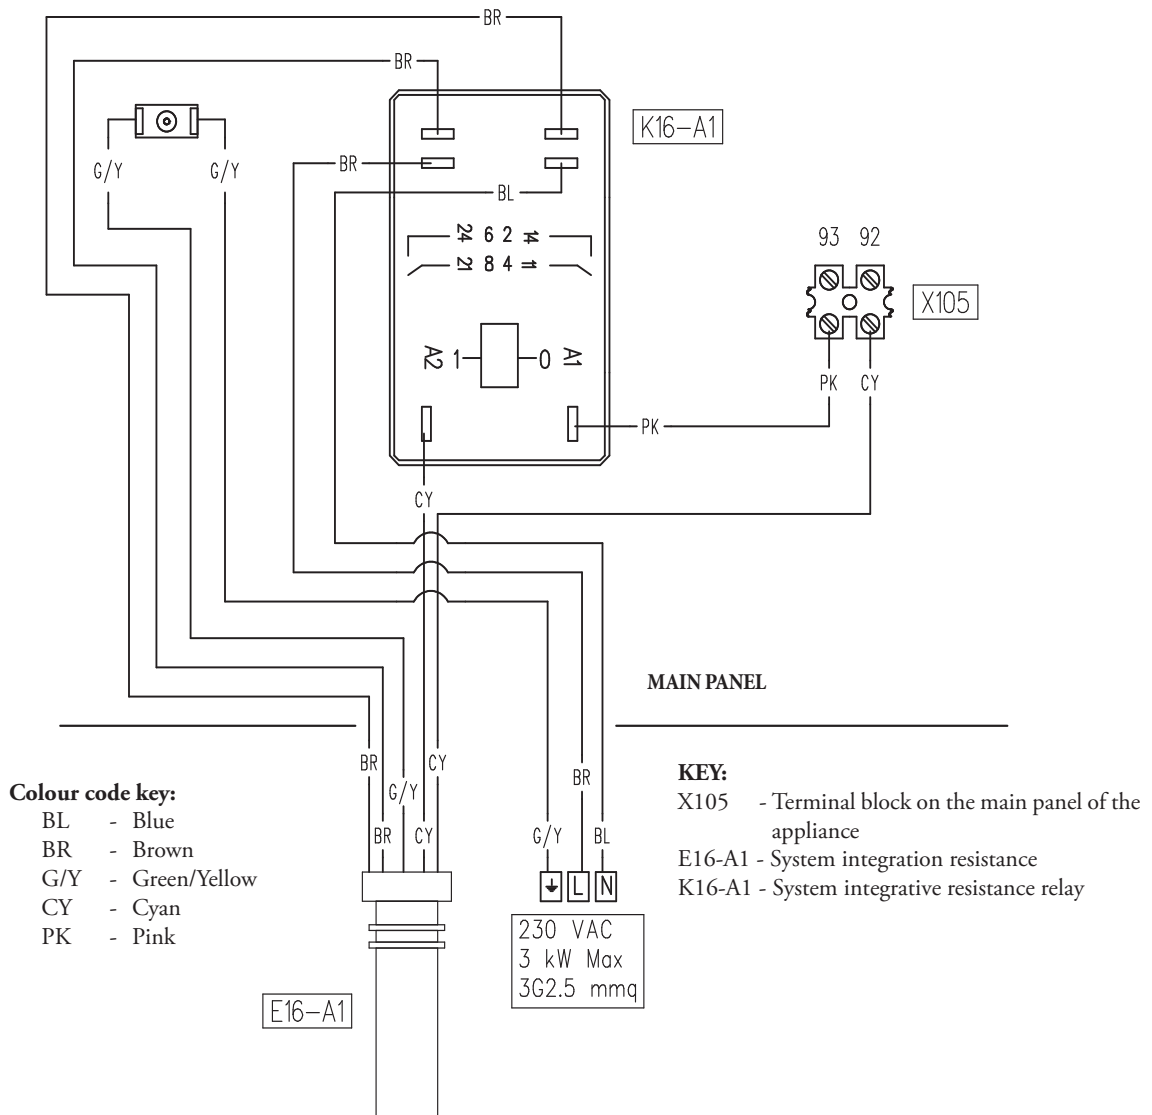 BR
BR
K16-A1
G/Y G/Y
BR
BL
24 6 2 14
21 8 4 11
93 92
X105
A2 1 0 A1
PK CY
PK
CY
MAIN PANEL
BR CY
BR
G/Y
BR CY
G/Y BL
L N
230 VAC
3 kW Max
3G2.5 mmq
E16-A1
Colour code key:
BL - Blue
BR - Brown
G/Y - Green/Yellow
CY - Cyan
PK - Pink
KEY:
X105 - Terminal block on the main panel of the
appliance
E16-A1 - System integration resistance
K16-A1 - System integrative resistance relay